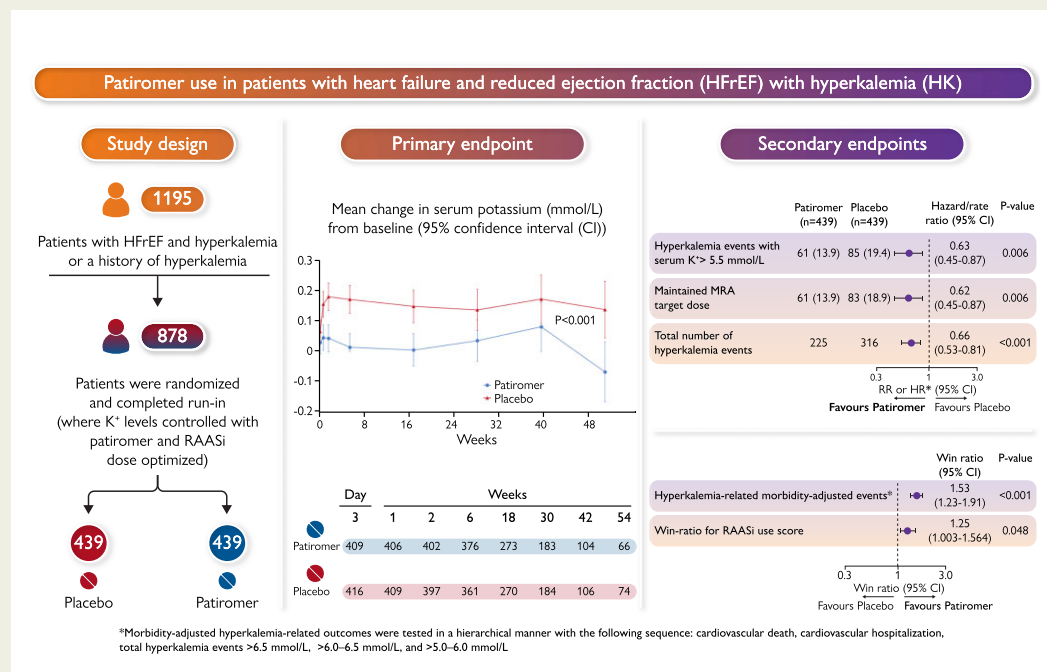 Patiromer use in patients with heart failure and reduced ejection fraction (HFrEF) with hyperkalemia (HK)
Study design
1195
Patients with HFrEF and hyperkalemia
or a history of hyperkalemia
878
Patients were randomized
and completed run-in
(where K⁺ levels controlled with
patiromer and RAASi
dose optimized)
439
439
Placebo
Patiromer
Primary endpoint
Mean change in serum potassium (mmol/L)
from baseline (95% confidence interval (CI))
0.3
0.2
0.1
0
-0.1
-0.2
P<0.001
Patiromer
Placebo
0 8 16 24 32 40 48
Weeks
Day Weeks
3 1 2 6 18 30 42 54
Patiromer 409 406 402 376 273 183 104 66
Placebo 416 409 397 361 270 184 106 74
Secondary endpoints
Patiromer (n=439)
Placebo (n=439)
Hazard/rate ratio (95% CI)
P-value
Hyperkalemia events with
serum K⁺> 5.5 mmol/L
61 (13.9) 85 (19.4) 0.63 (0.45-0.87) 0.006
Maintained MRA
target dose
61 (13.9) 83 (18.9) 0.62 (0.45-0.87) 0.006
Total number of
hyperkalemia events
225 316 0.66 (0.53-0.81) <0.001
0.3 1 3.0
RR or HR* (95% CI)
Favours Patiromer Favours Placebo
Win ratio (95% CI)
P-value
Hyperkalemia-related morbidity-adjusted events* 1.53 (1.23-1.91) <0.001
Win-ratio for RAASi use score 1.25 (1.003-1.564) 0.048
0.3 1 3.0
Win ratio (95% CI)
Favours Placebo Favours Patiromer
*Morbidity-adjusted hyperkalemia-related outcomes were tested in a hierarchical manner with the following sequence: cardiovascular death, cardiovascular hospitalization,
total hyperkalemia events >6.5 mmol/L, >6.0–6.5 mmol/L, and >5.0–6.0 mmol/L